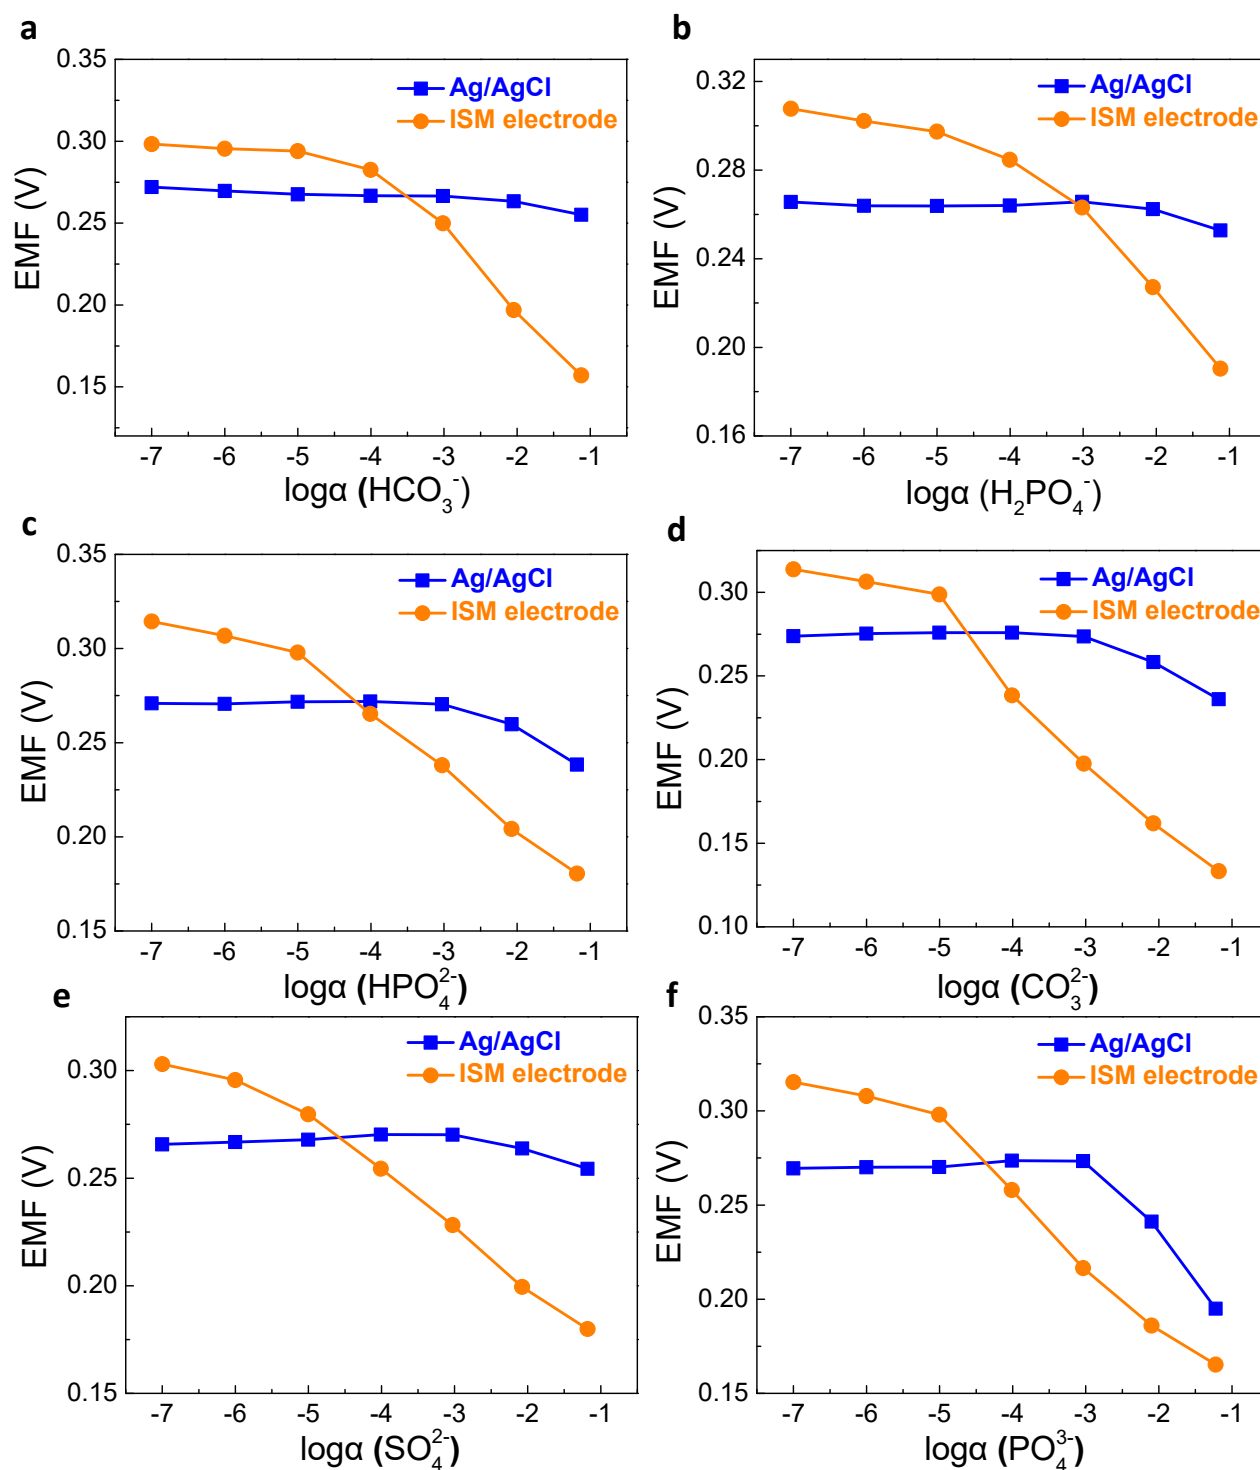 a
0.35
0.30
0.25
0.20
0.15
EMF (V)
Ag/AgCl
ISM electrode
-7 -6 -5 -4 -3 -2 -1
logα (HCO₃⁻)
b
0.32
0.28
0.24
0.20
0.16
EMF (V)
Ag/AgCl
ISM electrode
-7 -6 -5 -4 -3 -2 -1
logα (H₂PO₄⁻)
c
0.35
0.30
0.25
0.20
0.15
EMF (V)
Ag/AgCl
ISM electrode
-7 -6 -5 -4 -3 -2 -1
logα (HPO₄²⁻)
d
0.30
0.25
0.20
0.15
0.10
EMF (V)
Ag/AgCl
ISM electrode
-7 -6 -5 -4 -3 -2 -1
logα (CO₃²⁻)
e
0.30
0.25
0.20
0.15
EMF (V)
Ag/AgCl
ISM electrode
-7 -6 -5 -4 -3 -2 -1
logα (SO₄²⁻)
f
0.35
0.30
0.25
0.20
0.15
EMF (V)
Ag/AgCl
ISM electrode
-7 -6 -5 -4 -3 -2 -1
logα (PO₄³⁻)